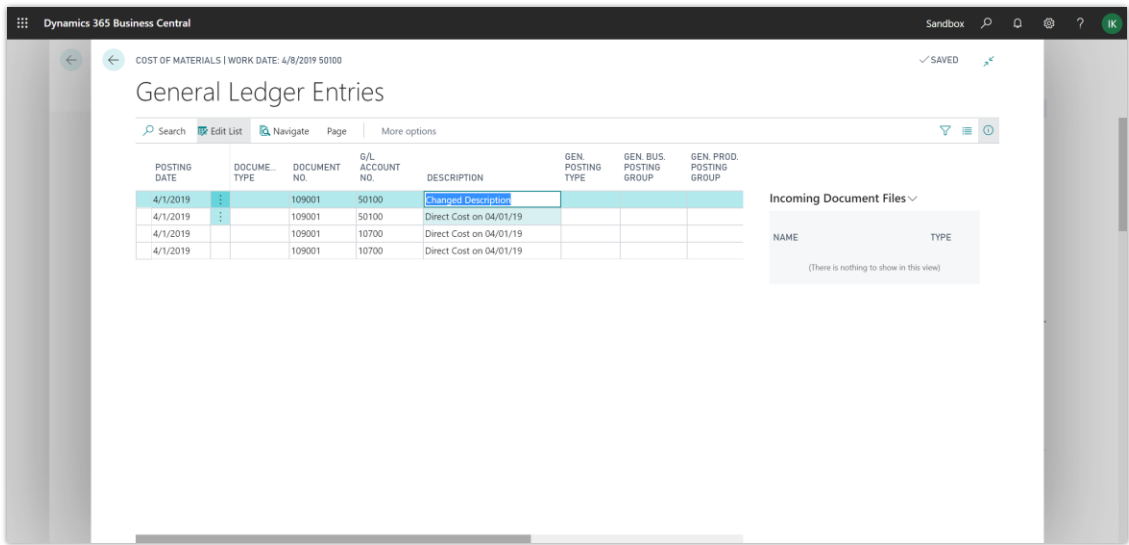 Dynamics 365 Business Central
Sandbox
?
IK
COST OF MATERIALS | WORK DATE: 4/8/2019 50100
SAVED
General Ledger Entries
Search Edit List Navigate Page More options
POSTING DATE DOCUME... TYPE DOCUMENT NO. G/L ACCOUNT NO. DESCRIPTION GEN. POSTING TYPE GEN. BUS. POSTING GROUP GEN. PROD. POSTING GROUP
4/1/2019 109001 50100 Changed Description
4/1/2019 109001 50100 Direct Cost on 04/01/19
4/1/2019 109001 10700 Direct Cost on 04/01/19
4/1/2019 109001 10700 Direct Cost on 04/01/19
Incoming Document Files
NAME TYPE
(There is nothing to show in this view)